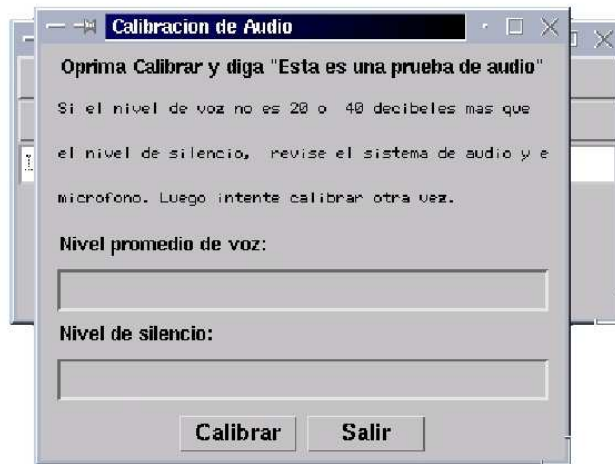 Calibracion de Audio
Oprima Calibrar y diga "Esta es una prueba de audio"
Si el nivel de voz no es 20 o 40 decibeles mas que
el nivel de silencio, revise el sistema de audio y e
microfono. Luego intente calibrar otra vez.
Nivel promedio de voz:
Nivel de silencio:
Calibrar Salir